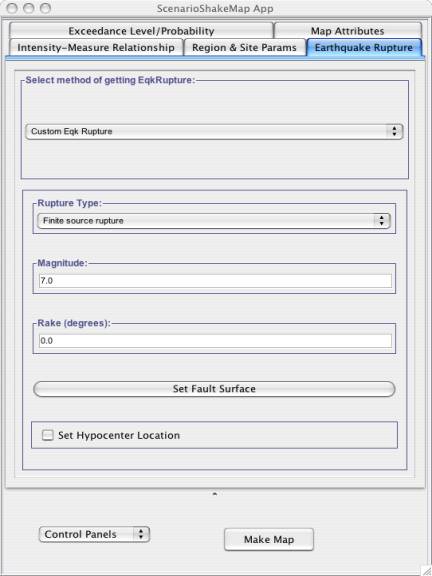 ScenarioShakeMap App
Exceedance Level/Probability Map Attributes
Intensity-Measure Relationship Region & Site Params Earthquake Rupture
Select method of getting EqkRupture:
Custom Eqk Rupture
Rupture Type:
Finite source rupture
Magnitude:
7.0
Rake (degrees):
0.0
Set Fault Surface
Set Hypocenter Location
Control Panels
Make Map